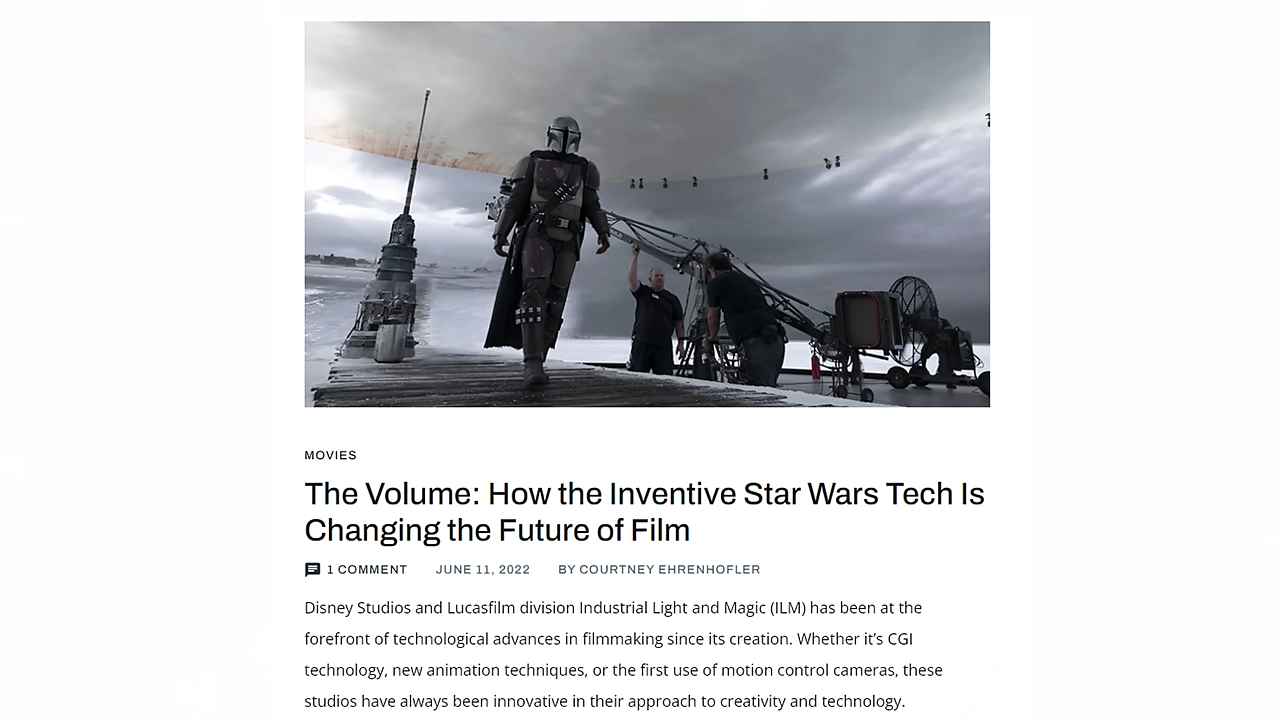 MOVIES
The Volume: How the Inventive Star Wars Tech Is
Changing the Future of Film
1 COMMENT JUNE 11, 2022 BY COURTNEY EHRENHOFLER
Disney Studios and Lucasfilm division Industrial Light and Magic (ILM) has been at the
forefront of technological advances in filmmaking since its creation. Whether it’s CGI
technology, new animation techniques, or the first use of motion control cameras, these
studios have always been innovative in their approach to creativity and technology.